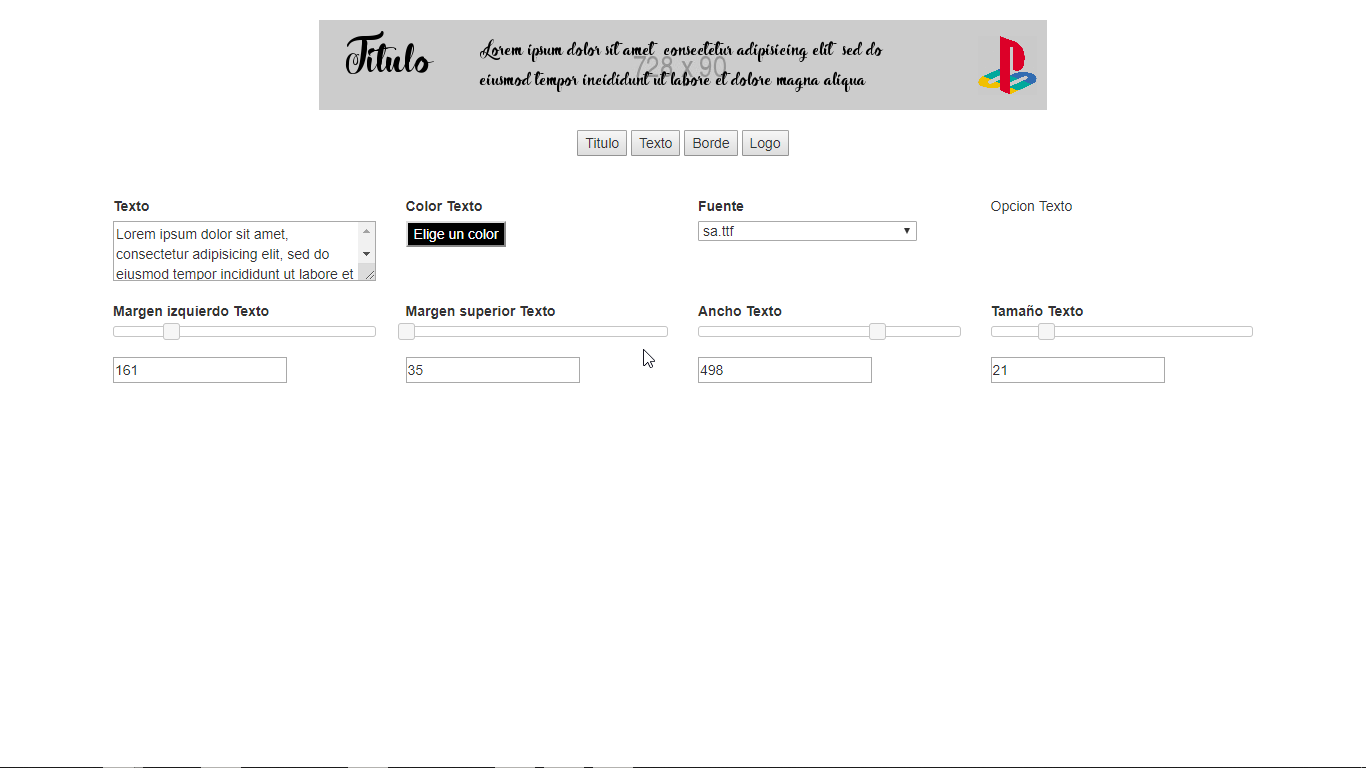 Titulo
Lorem ipsum dolor sit amet consectetur adipisicing elit sed do
728 x 90
eiusmod tempor incididunt ut labore et dolore magna aliqua
Titulo Texto Borde Logo
Texto Color Texto Fuente Opcion Texto
Lorem ipsum dolor sit amet,
consectetur adipisicing elit, sed do
eiusmod tempor incididunt ut labore et
Elige un color
sa.ttf
Margen izquierdo Texto Margen superior Texto Ancho Texto Tamaño Texto
161 35 498 21